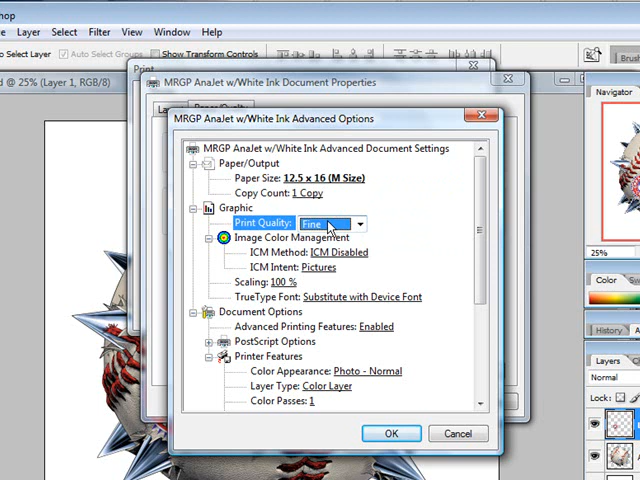 shop
Layer Select Filter View Window Help
Select Layer Auto Select Groups Show Transform Controls
Brush
@ 25% (Layer 1, RGB/8)
Print
MRGP AnaJet w/White Ink Document Properties
Paper/Quality
MRGP AnaJet w/White Ink Advanced Options
MRGP AnaJet w/White Ink Advanced Document Settings
Paper/Output
Paper Size: 12.5 x 16 (M Size)
Copy Count: 1 Copy
Graphic
Print Quality: Fine
Image Color Management
ICM Method: ICM Disabled
ICM Intent: Pictures
Scaling: 100 %
TrueType Font: Substitute with Device Font
Document Options
Advanced Printing Features: Enabled
PostScript Options
Printer Features
Color Appearance: Photo - Normal
Layer Type: Color Layer
Color Passes: 1
OK Cancel
Navigator
25%
Color
History
Layers
Normal
Lock: